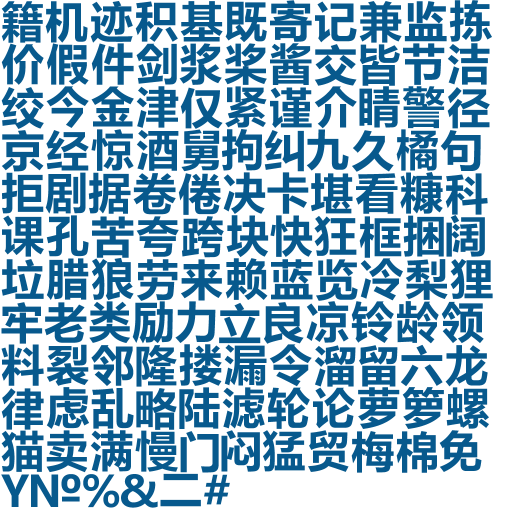 籍机迹积基既寄记兼监拣
价假件剑浆桨酱交皆节洁
绞今金津仅紧谨介睛警径
京经惊酒舅拘纠九久橘句
拒剧据卷倦决卡堪看糠科
课孔苦夸跨块快狂框捆阔
垃腊狼劳来赖蓝览冷梨狸
牢老类励力立良凉铃龄领
料裂邻隆搂漏令溜留六龙
律虑乱略陆滤轮论萝箩螺
猫卖满慢门闷猛贸梅棉免
YNº%&二#